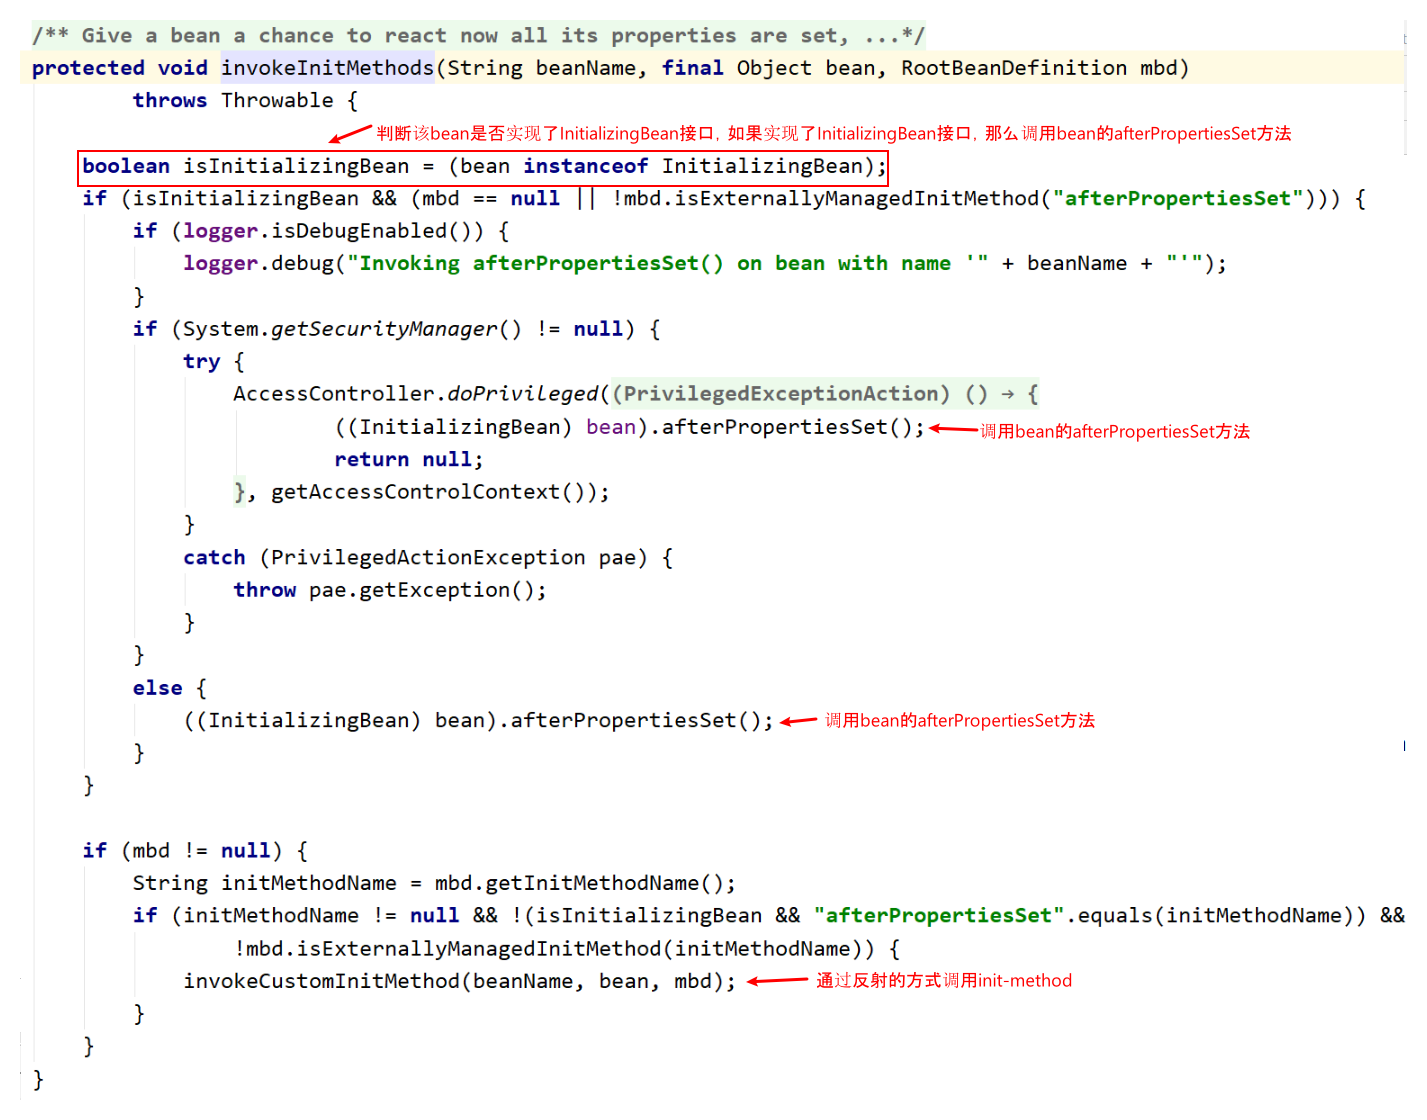 /** Give a bean a chance to react now all its properties are set, ...*/
protected void invokeInitMethods(String beanName, final Object bean, RootBeanDefinition mbd)
throws Throwable {
判断该bean是否实现了InitializingBean接口, 如果实现了InitializingBean接口, 那么调用bean的afterPropertiesSet方法
boolean isInitializingBean = (bean instanceof InitializingBean);
if (isInitializingBean && (mbd == null || !mbd.isExternallyManagedInitMethod("afterPropertiesSet"))) {
if (logger.isDebugEnabled()) {
logger.debug("Invoking afterPropertiesSet() on bean with name '" + beanName + "'");
}
if (System.getSecurityManager() != null) {
try {
AccessController.doPrivileged((PrivilegedExceptionAction) () → {
((InitializingBean) bean).afterPropertiesSet(); 调用bean的afterPropertiesSet方法
return null;
}, getAccessControlContext());
}
catch (PrivilegedActionException pae) {
throw pae.getException();
}
}
else {
((InitializingBean) bean).afterPropertiesSet(); 调用bean的afterPropertiesSet方法
}
}
if (mbd != null) {
String initMethodName = mbd.getInitMethodName();
if (initMethodName != null && !(isInitializingBean && "afterPropertiesSet".equals(initMethodName)) &&
!mbd.isExternallyManagedInitMethod(initMethodName)) {
invokeCustomInitMethod(beanName, bean, mbd); 通过反射的方式调用init-method
}
}
}